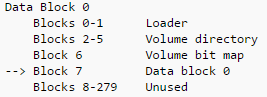 Data Block 0
Blocks 0-1 Loader
Blocks 2-5 Volume directory
Block 6 Volume bit map
--> Block 7 Data block 0
Blocks 8-279 Unused